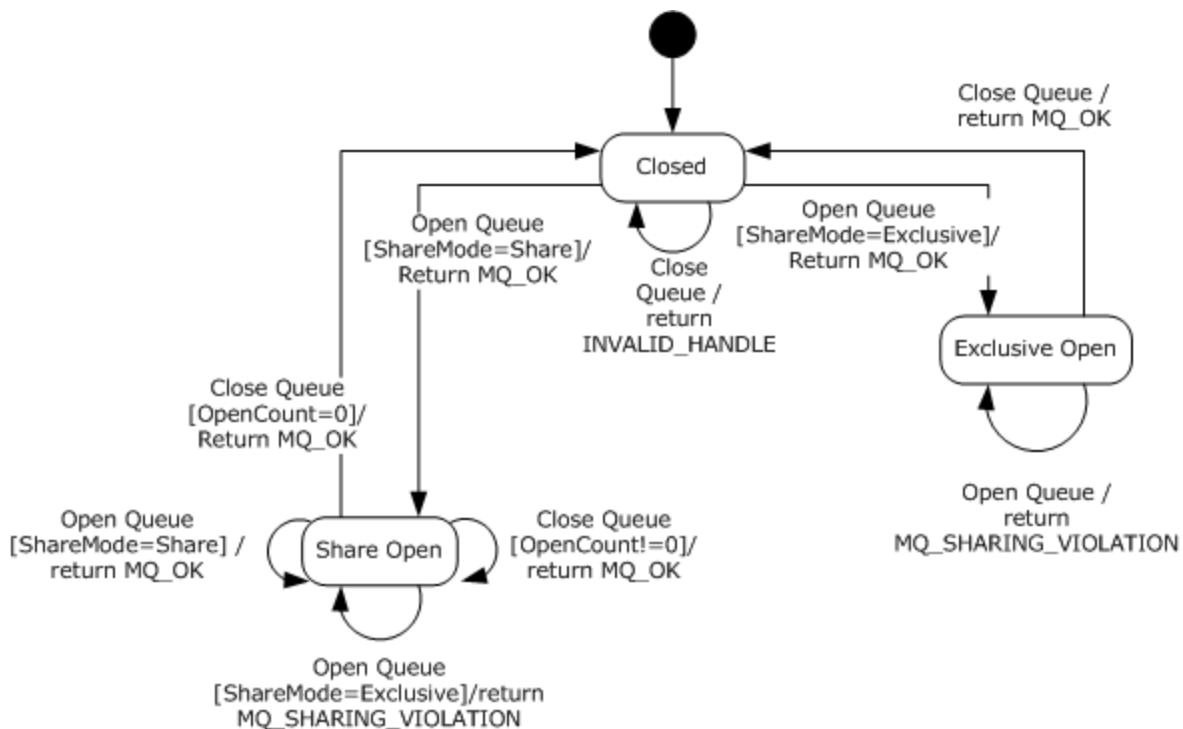 Close Queue /
return MQ_OK
Closed
Open Queue
[ShareMode=Share]/
Return MQ_OK
Open Queue
[ShareMode=Exclusive]/
Return MQ_OK
Close
Queue /
return
INVALID_HANDLE
Exclusive Open
Close Queue
[OpenCount=0]/
Return MQ_OK
Open Queue /
return
MQ_SHARING_VIOLATION
Open Queue
[ShareMode=Share] /
return MQ_OK
Share Open
Close Queue
[OpenCount!=0]/
return MQ_OK
Open Queue
[ShareMode=Exclusive]/return
MQ_SHARING_VIOLATION